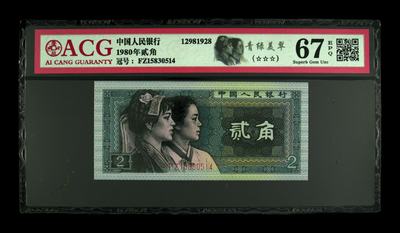 ACG
AI CANG GUARANTY
中国人民银行
1980年贰角
冠号：FZ15830514
12981928
青绿美翠
(☆☆☆)
67 EPQ
Superb Gem Unc
中国人民银行
贰角
FZ15830514
2
2